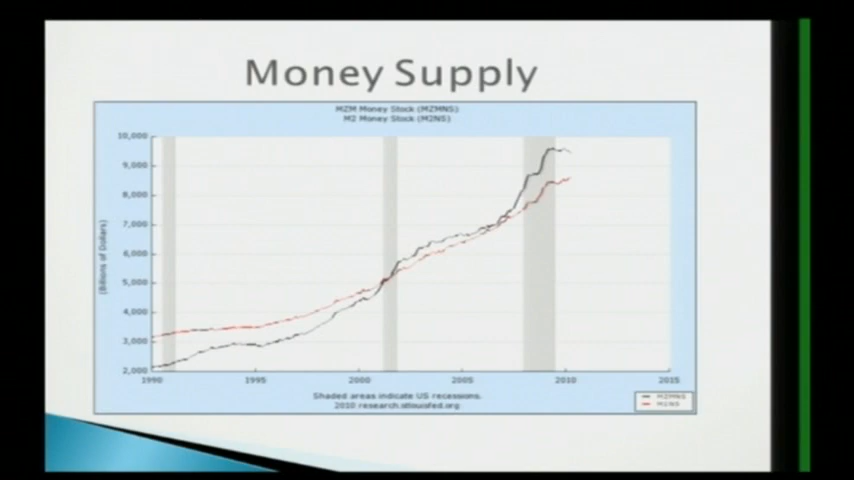 Money Supply
MZM Money Stock (MZMNS)
M2 Money Stock (M2NS)
10,000
9,000
8,000
7,000
6,000
5,000
4,000
3,000
2,000
(Billions of Dollars)
1990 1995 2000 2005 2010 2015
Shaded areas indicate US recessions.
2010 research.stlouisfed.org
MZMNS
M2NS